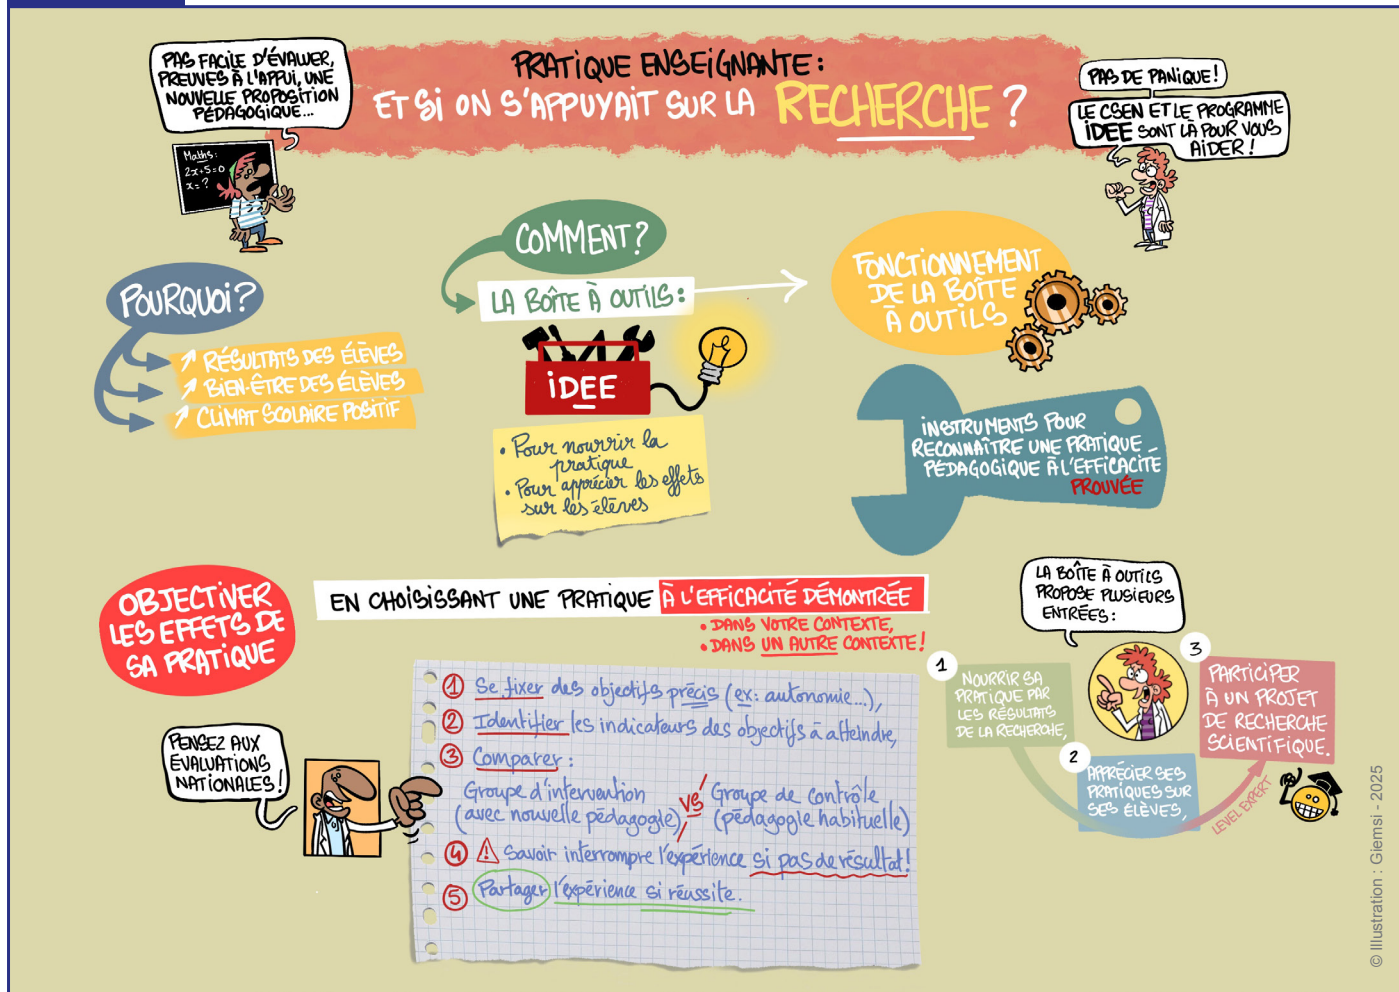 PRATIQUE ENSEIGNANTE :
ET SI ON S'APPUYAIT SUR LA RECHERCHE ?
PAS FACILE D'ÉVALUER,
PREUVES À L'APPUI, UNE
NOUVELLE PROPOSITION
PÉDAGOGIQUE...
Maths :
2x+5=0
x = ?
PAS DE PANIQUE !
LE CSEN ET LE PROGRAMME
IDEE SONT LÀ POUR VOUS
AIDER !
POURQUOI ?
↗ RÉSULTATS DES ÉLÈVES
↗ BIEN-ÊTRE DES ÉLÈVES
↗ CLIMAT SCOLAIRE POSITIF
COMMENT ?
LA BOÎTE À OUTILS :
IDEE
• Pour nourrir la
pratique
• Pour apprécier les effets
sur les élèves
FONCTIONNEMENT
DE LA BOÎTE
À OUTILS
INSTRUMENTS POUR
RECONNAÎTRE UNE PRATIQUE
PÉDAGOGIQUE À L'EFFICACITÉ
PROUVÉE
OBJECTIVER
LES EFFETS DE
SA PRATIQUE
EN CHOISISSANT UNE PRATIQUE À L'EFFICACITÉ DÉMONTRÉE
• DANS VOTRE CONTEXTE,
• DANS UN AUTRE CONTEXTE !
PENSEZ AUX
ÉVALUATIONS
NATIONALES !
1 Se fixer des objectifs précis (ex : autonomie...),
2 Identifier les indicateurs des objectifs à atteindre,
3 Comparer :
Groupe d'intervention VS Groupe de contrôle
(avec nouvelle pédagogie) (pédagogie habituelle)
4 ⚠ Savoir interrompre l'expérience si pas de résultat !
5 Partager l'expérience si réussite.
LA BOÎTE À OUTILS
PROPOSE PLUSIEURS
ENTRÉES :
1
NOURRIR SA
PRATIQUE PAR
LES RÉSULTATS
DE LA RECHERCHE,
2
APPRÉCIER SES
PRATIQUES SUR
SES ÉLÈVES,
3
PARTICIPER
À UN PROJET
DE RECHERCHE
SCIENTIFIQUE.
LEVEL EXPERT
© Illustration : Giemsi - 2025